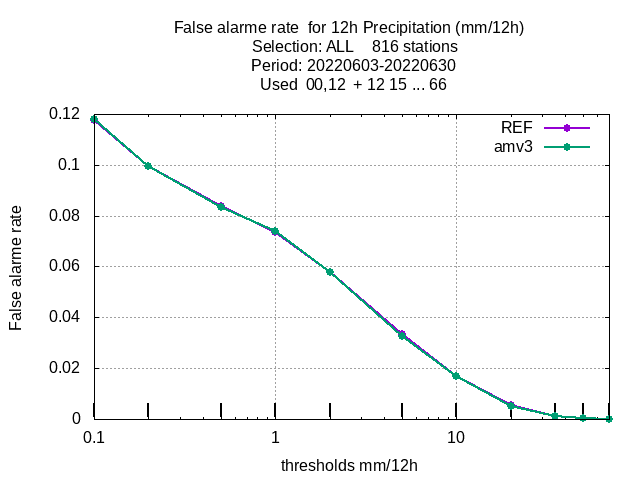 False alarme rate  for 12h Precipitation (mm/12h)
Selection: ALL    816 stations
Period: 20220603-20220630
Used  00,12  + 12 15 ... 66
REF
amv3
0.12
0.1
0.08
0.06
0.04
0.02
0
False alarme rate
0.1 1 10
thresholds mm/12h